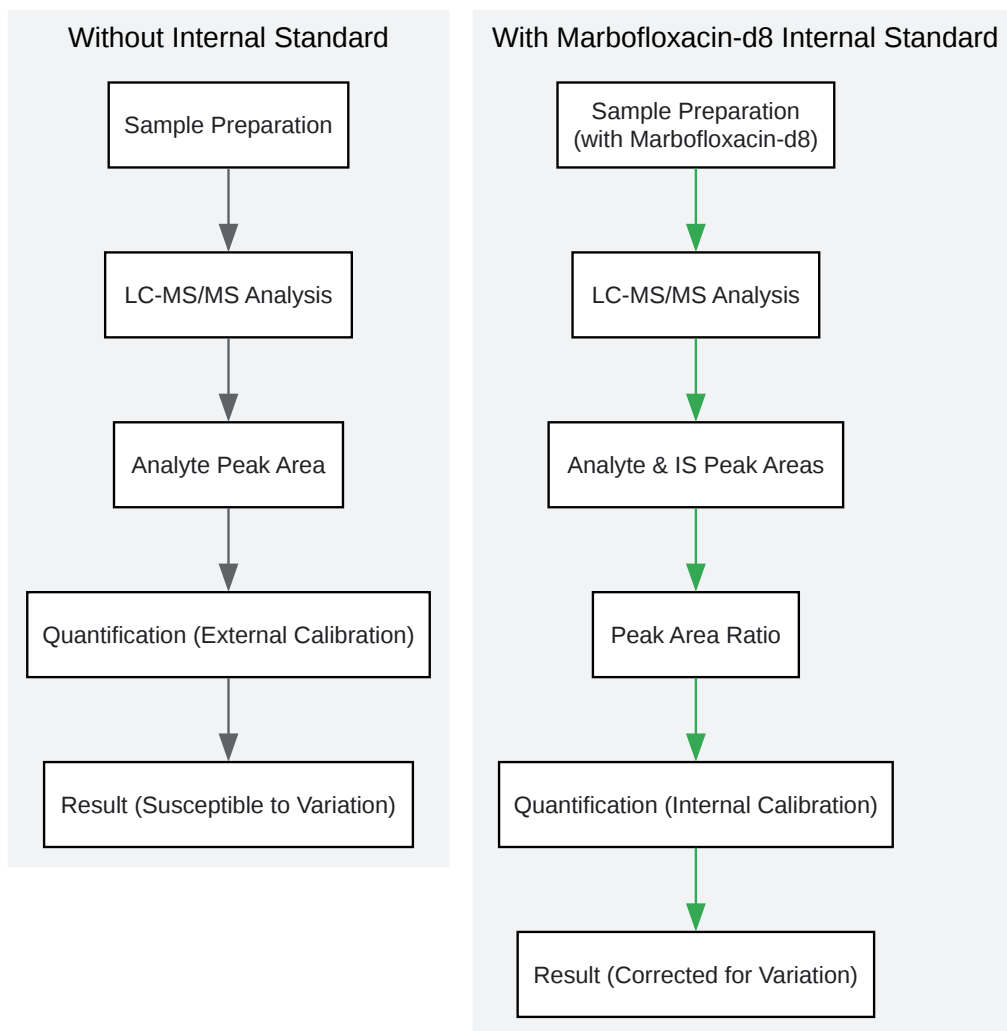 Without Internal Standard
Sample Preparation
LC-MS/MS Analysis
Analyte Peak Area
Quantification (External Calibration)
Result (Susceptible to Variation)
With Marbofloxacin-d8 Internal Standard
Sample Preparation
(with Marbofloxacin-d8)
LC-MS/MS Analysis
Analyte & IS Peak Areas
Peak Area Ratio
Quantification (Internal Calibration)
Result (Corrected for Variation)